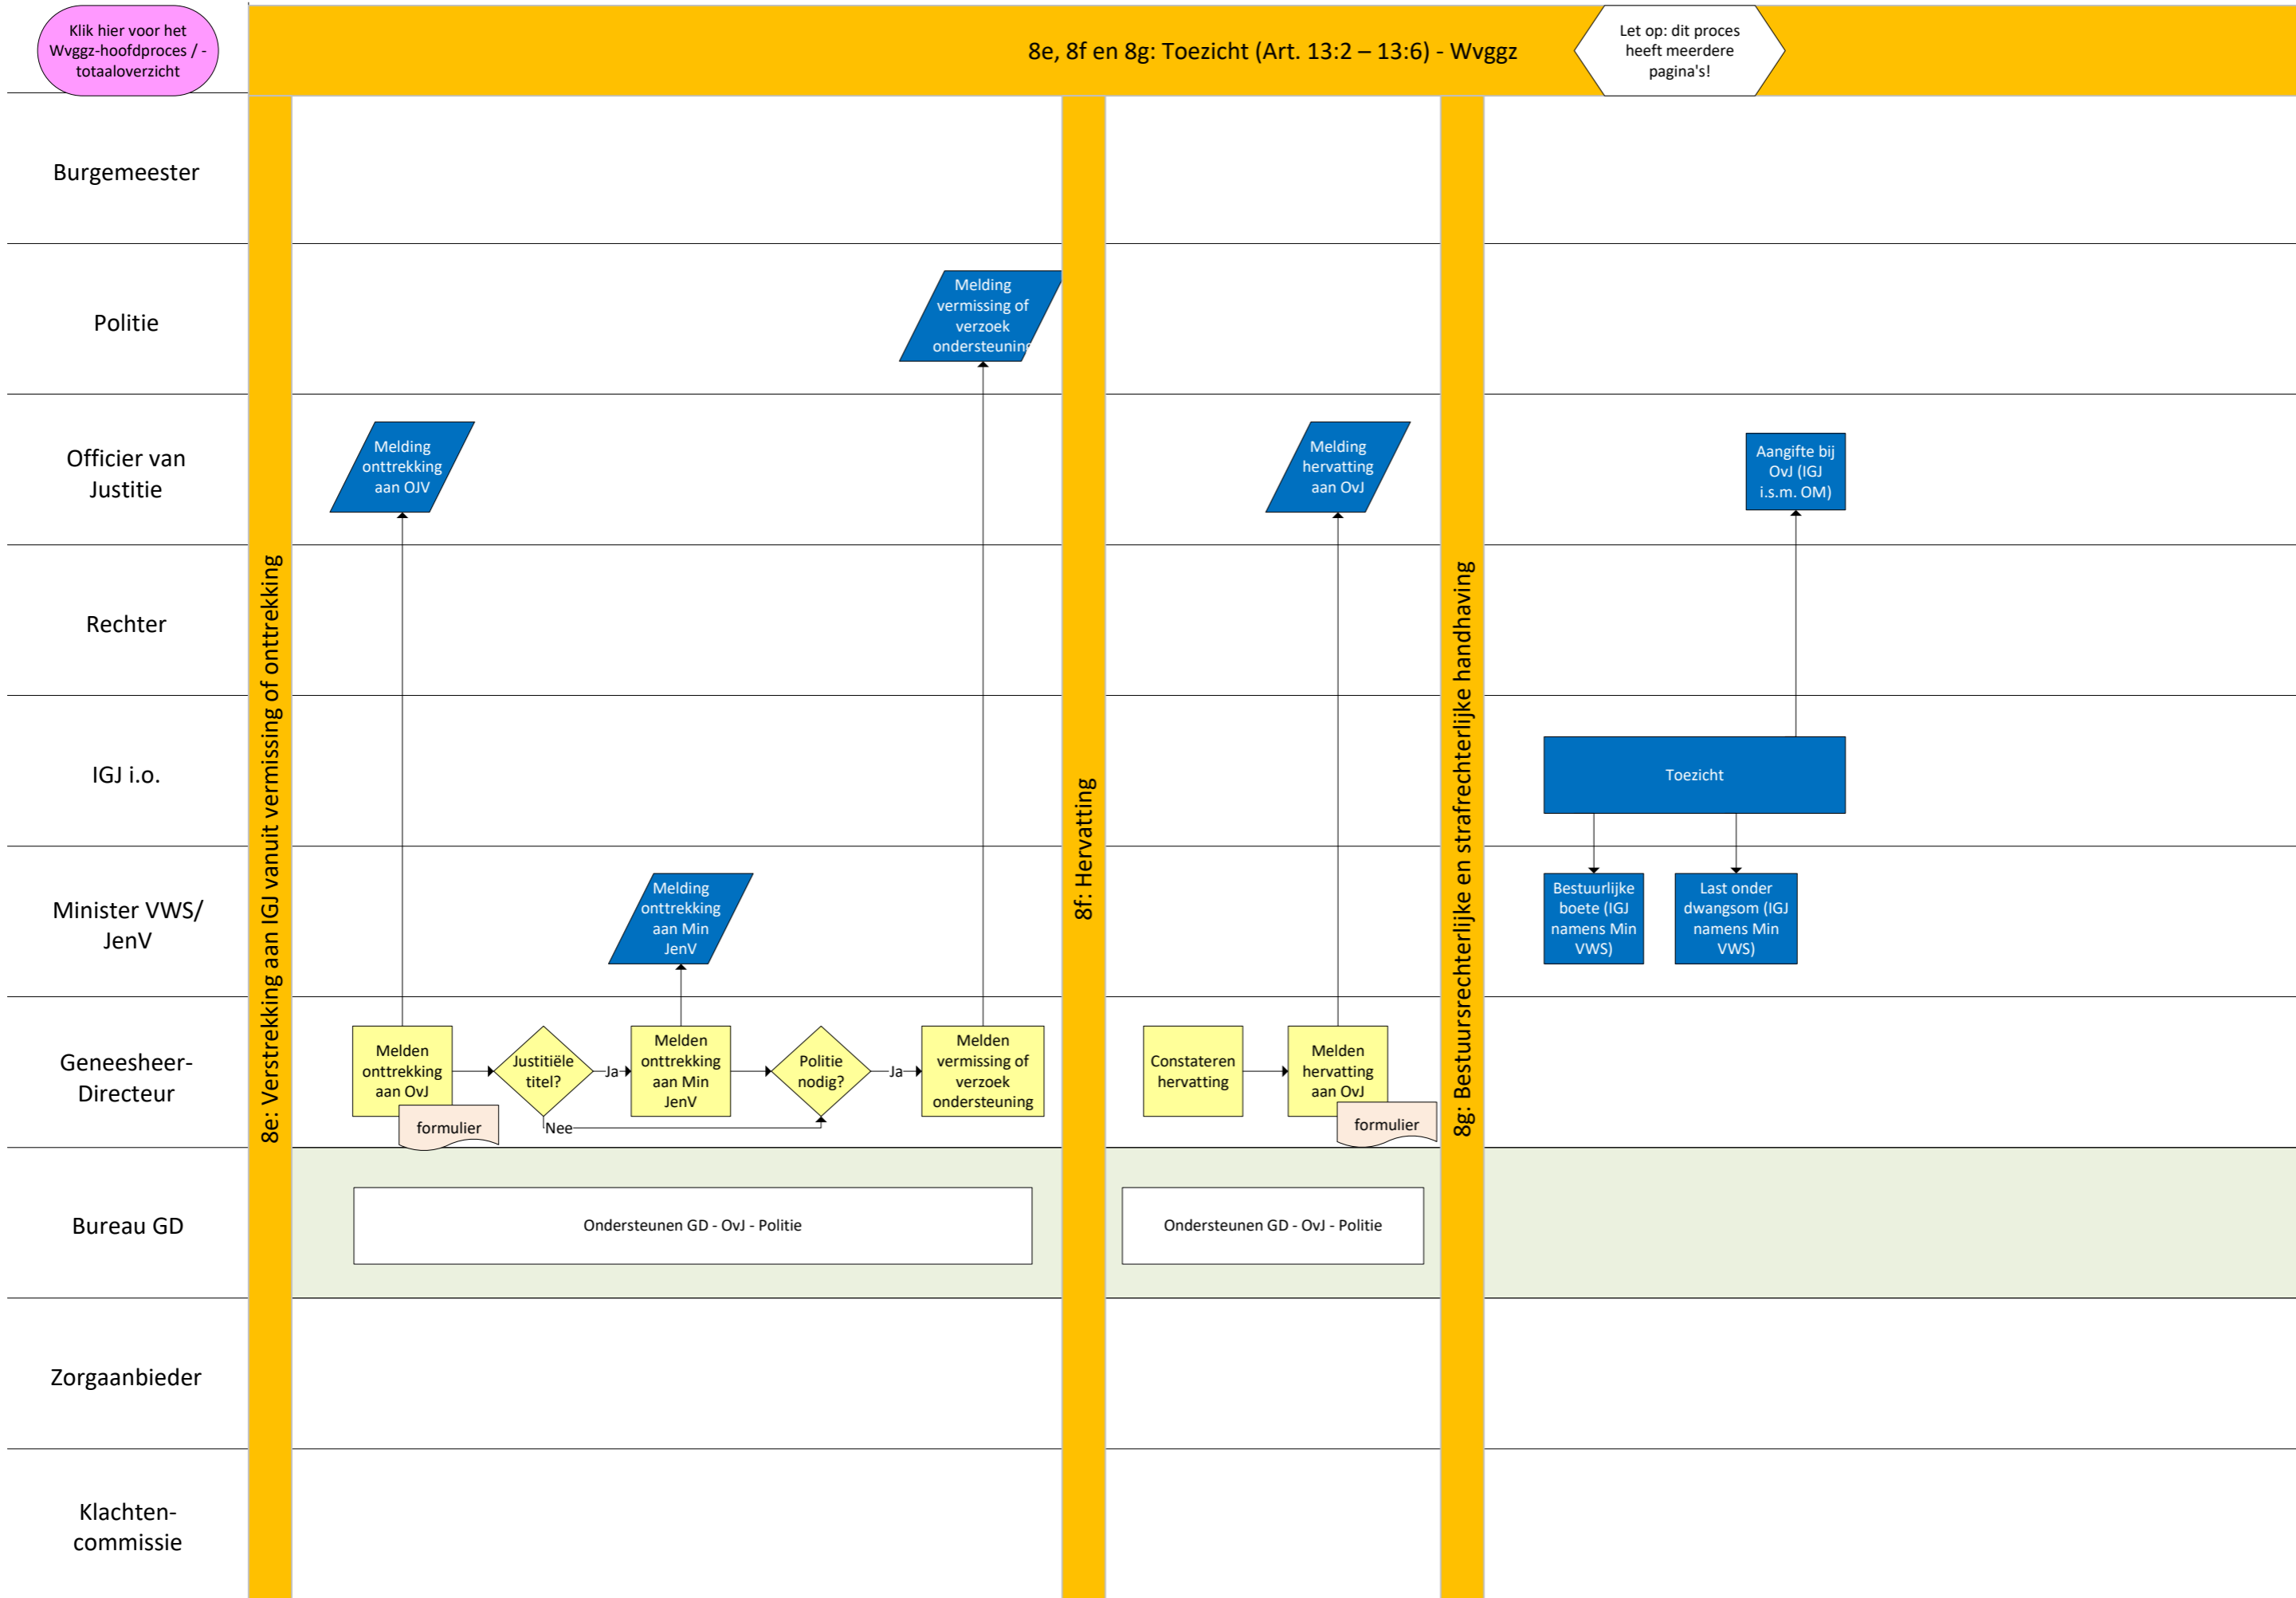 Klik hier voor het
Wvggz-hoofdproces / -
totaaloverzicht
8e, 8f en 8g: Toezicht (Art. 13:2 – 13:6) - Wvggz
Let op: dit proces
heeft meerdere
pagina's!
Burgemeester
Politie
Officier van
Justitie
Rechter
IGJ i.o.
Minister VWS/
JenV
Geneesheer-
Directeur
Bureau GD
Zorgaanbieder
Klachten-
commissie
8e: Verstrekking aan IGJ vanuit vermissing of onttrekking
Melding
onttrekking
aan OJV
Melding
vermissing of
verzoek
ondersteuning
Melding
onttrekking
aan Min
JenV
Melden
onttrekking
aan OvJ
formulier
Justitiële
titel?
Ja
Nee
Melden
onttrekking
aan Min
JenV
Politie
nodig?
Ja
Melden
vermissing of
verzoek
ondersteuning
Ondersteunen GD - OvJ - Politie
8f: Hervatting
Melding
hervatting
aan OvJ
Constateren
hervatting
Melden
hervatting
aan OvJ
formulier
Ondersteunen GD - OvJ - Politie
8g: Bestuursrechterlijke en strafrechterlijke handhaving
Aangifte bij
OvJ (IGJ
i.s.m. OM)
Toezicht
Bestuurlijke
boete (IGJ
namens Min
VWS)
Last onder
dwangsom (IGJ
namens Min
VWS)